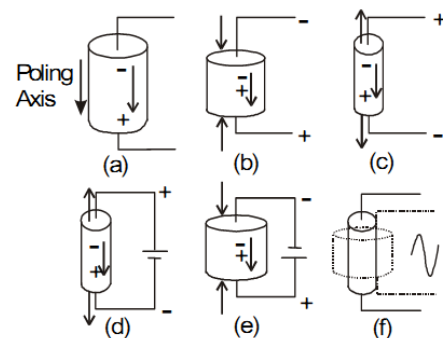 Poling
Axis
-
+
(a)
-
-
+
+
(b)
+
-
+
-
(c)
+
-
+
-
(d)
-
-
+
+
(e)
(f)